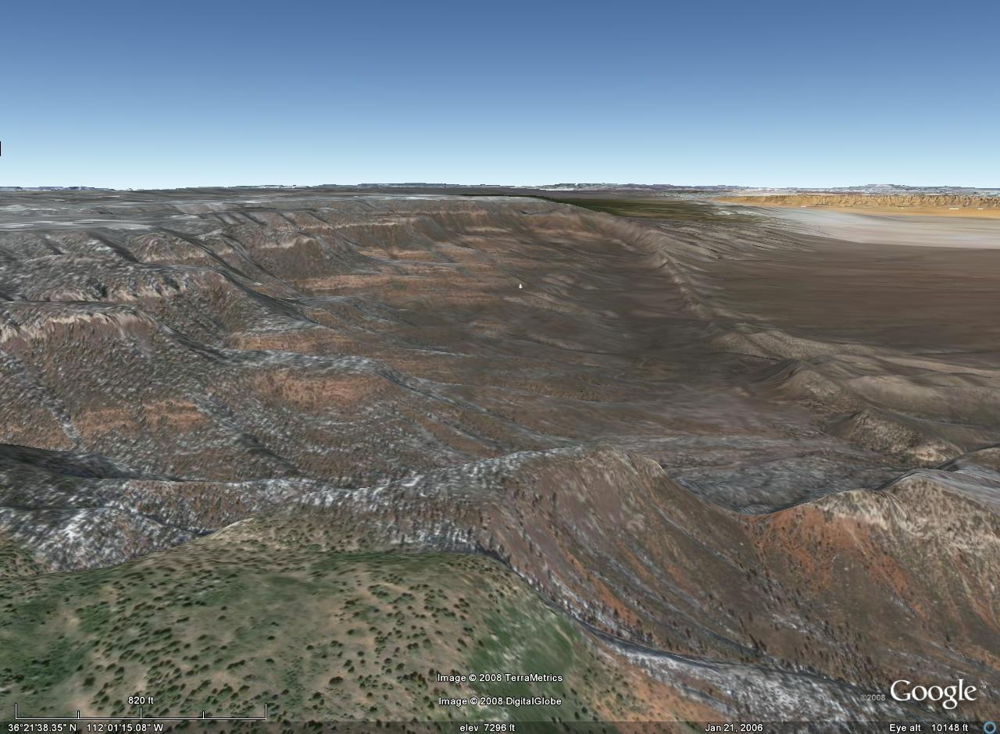 Image © 2008 TerraMetrics
Image © 2008 DigitalGlobe
©2008 Google™
820 ft
36°21'38.35" N 112°01'15.08" W elev 7296 ft Jan 21, 2006 Eye alt 10148 ft